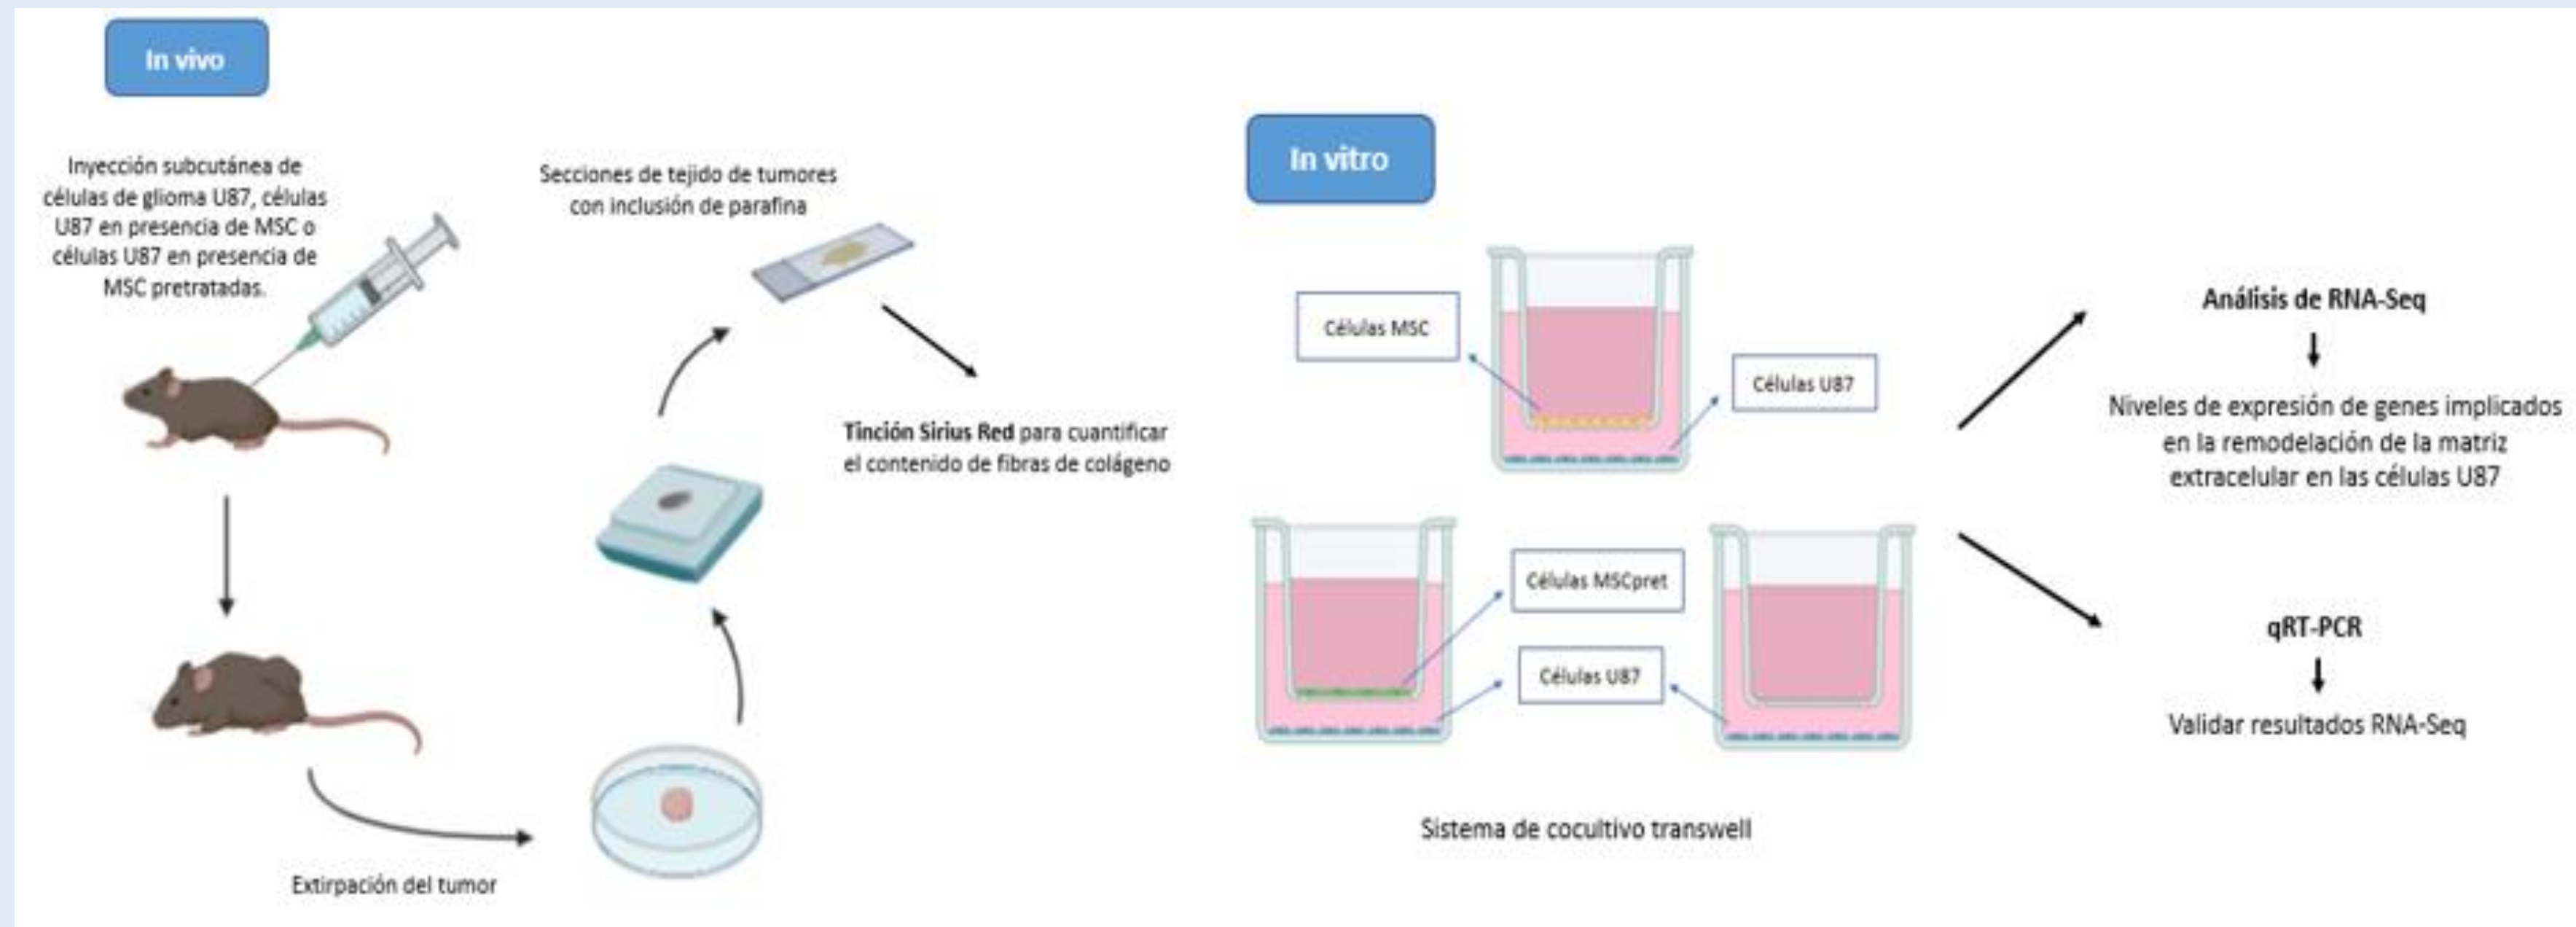 In vivo
Inyección subcutánea de
células de glioma U87, células
U87 en presencia de MSC o
células U87 en presencia de
MSC pretratadas.
Secciones de tejido de tumores
con inclusión de parafina
Tinción Sirius Red para cuantificar
el contenido de fibras de colágeno
Extirpación del tumor
In vitro
Células MSC
Células U87
Células MSCpret
Células U87
Sistema de cocultivo transwell
Análisis de RNA-Seq
Niveles de expresión de genes implicados
en la remodelación de la matriz
extracelular en las células U87
qRT-PCR
Validar resultados RNA-Seq